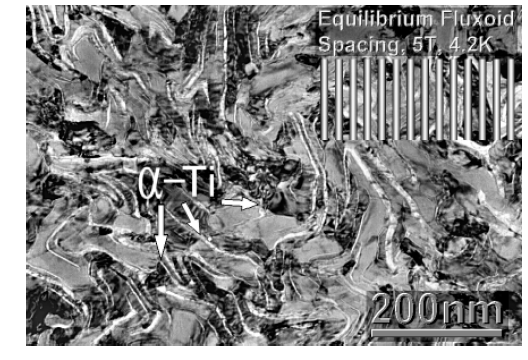 Equilibrium Fluxoid
Spacing, 5T, 4.2K
α-Ti
200nm